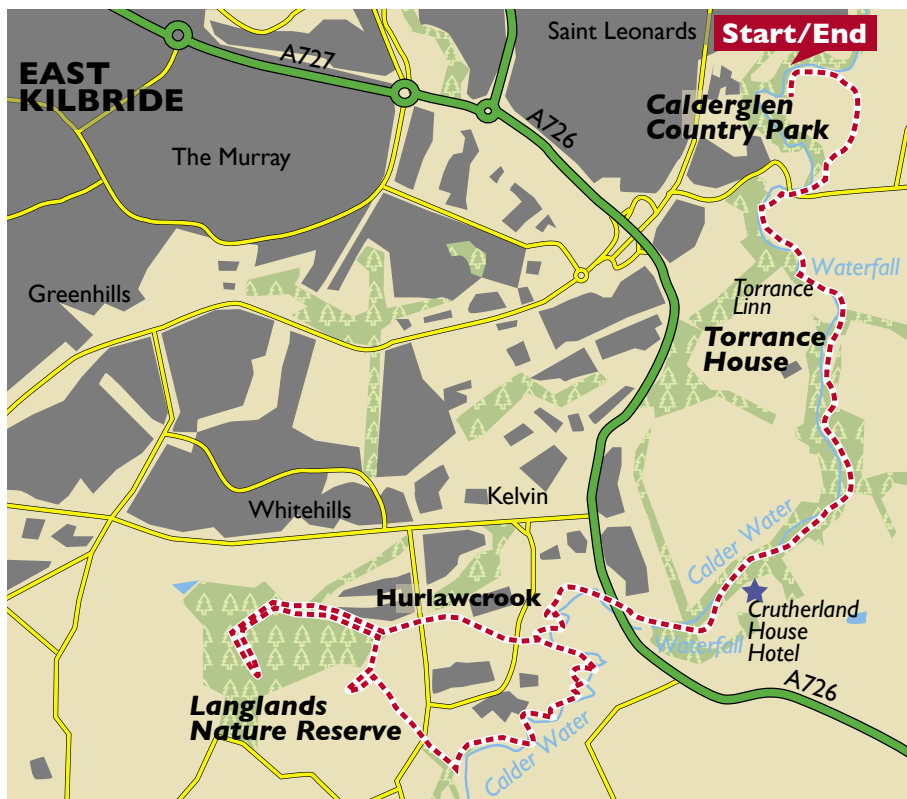 Saint Leonards
Start/End
A727
EAST
KILBRIDE
Calderglen
Country Park
A726
The Murray
Waterfall
Greenhills
Torrance
Linn
Torrance
House
Kelvin
Whitehills
Calder Water
Hurlawcrook
Crutherland
House
Hotel
Waterfall
A726
Langlands
Nature Reserve
Calder Water